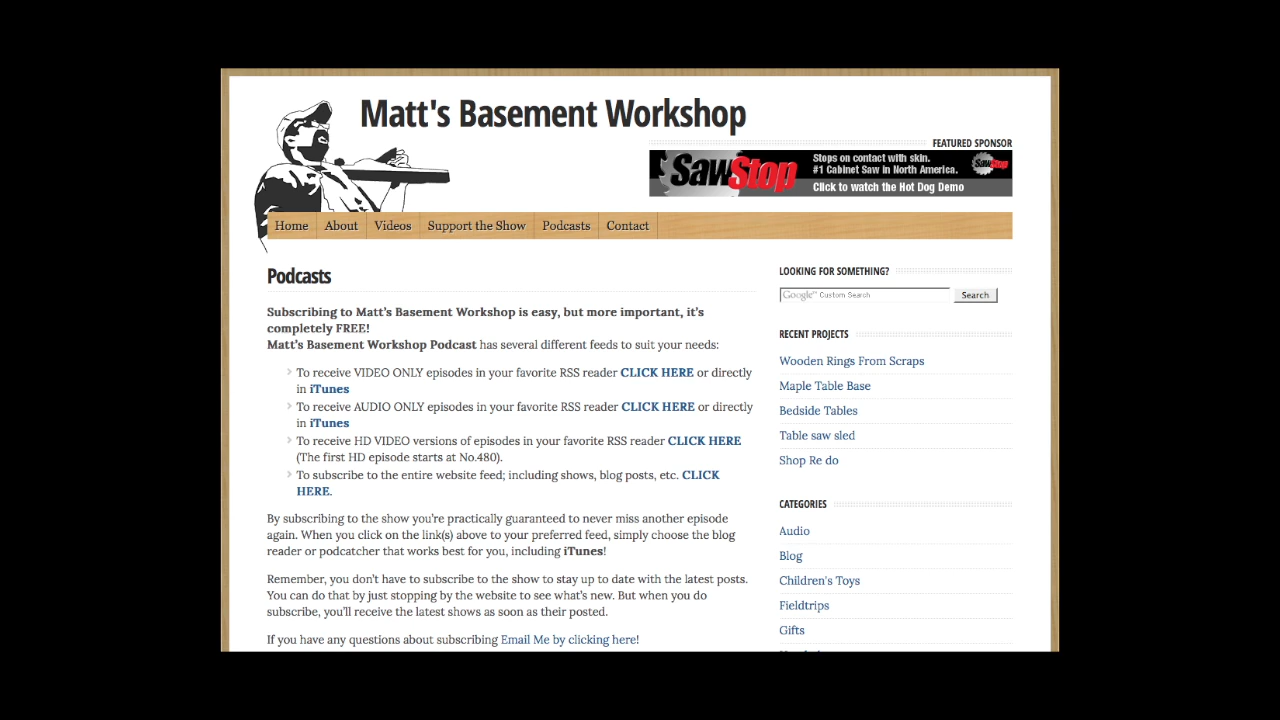 Matt's Basement Workshop
FEATURED SPONSOR
SawStop
Stops on contact with skin.
#1 Cabinet Saw in North America.
Click to watch the Hot Dog Demo
SawStop
Home About Videos Support the Show Podcasts Contact
Podcasts
Subscribing to Matt's Basement Workshop is easy, but more important, it's
completely FREE!
Matt's Basement Workshop Podcast has several different feeds to suit your needs:
To receive VIDEO ONLY episodes in your favorite RSS reader CLICK HERE or directly
in iTunes
To receive AUDIO ONLY episodes in your favorite RSS reader CLICK HERE or directly
in iTunes
To receive HD VIDEO versions of episodes in your favorite RSS reader CLICK HERE
(The first HD episode starts at No.480).
To subscribe to the entire website feed; including shows, blog posts, etc. CLICK
HERE.
By subscribing to the show you're practically guaranteed to never miss another episode
again. When you click on the link(s) above to your preferred feed, simply choose the blog
reader or podcatcher that works best for you, including iTunes!
Remember, you don't have to subscribe to the show to stay up to date with the latest posts.
You can do that by just stopping by the website to see what's new. But when you do
subscribe, you'll receive the latest shows as soon as their posted.
If you have any questions about subscribing Email Me by clicking here!
LOOKING FOR SOMETHING?
Google™ Custom Search Search
RECENT PROJECTS
Wooden Rings From Scraps
Maple Table Base
Bedside Tables
Table saw sled
Shop Re do
CATEGORIES
Audio
Blog
Children's Toys
Fieldtrips
Gifts